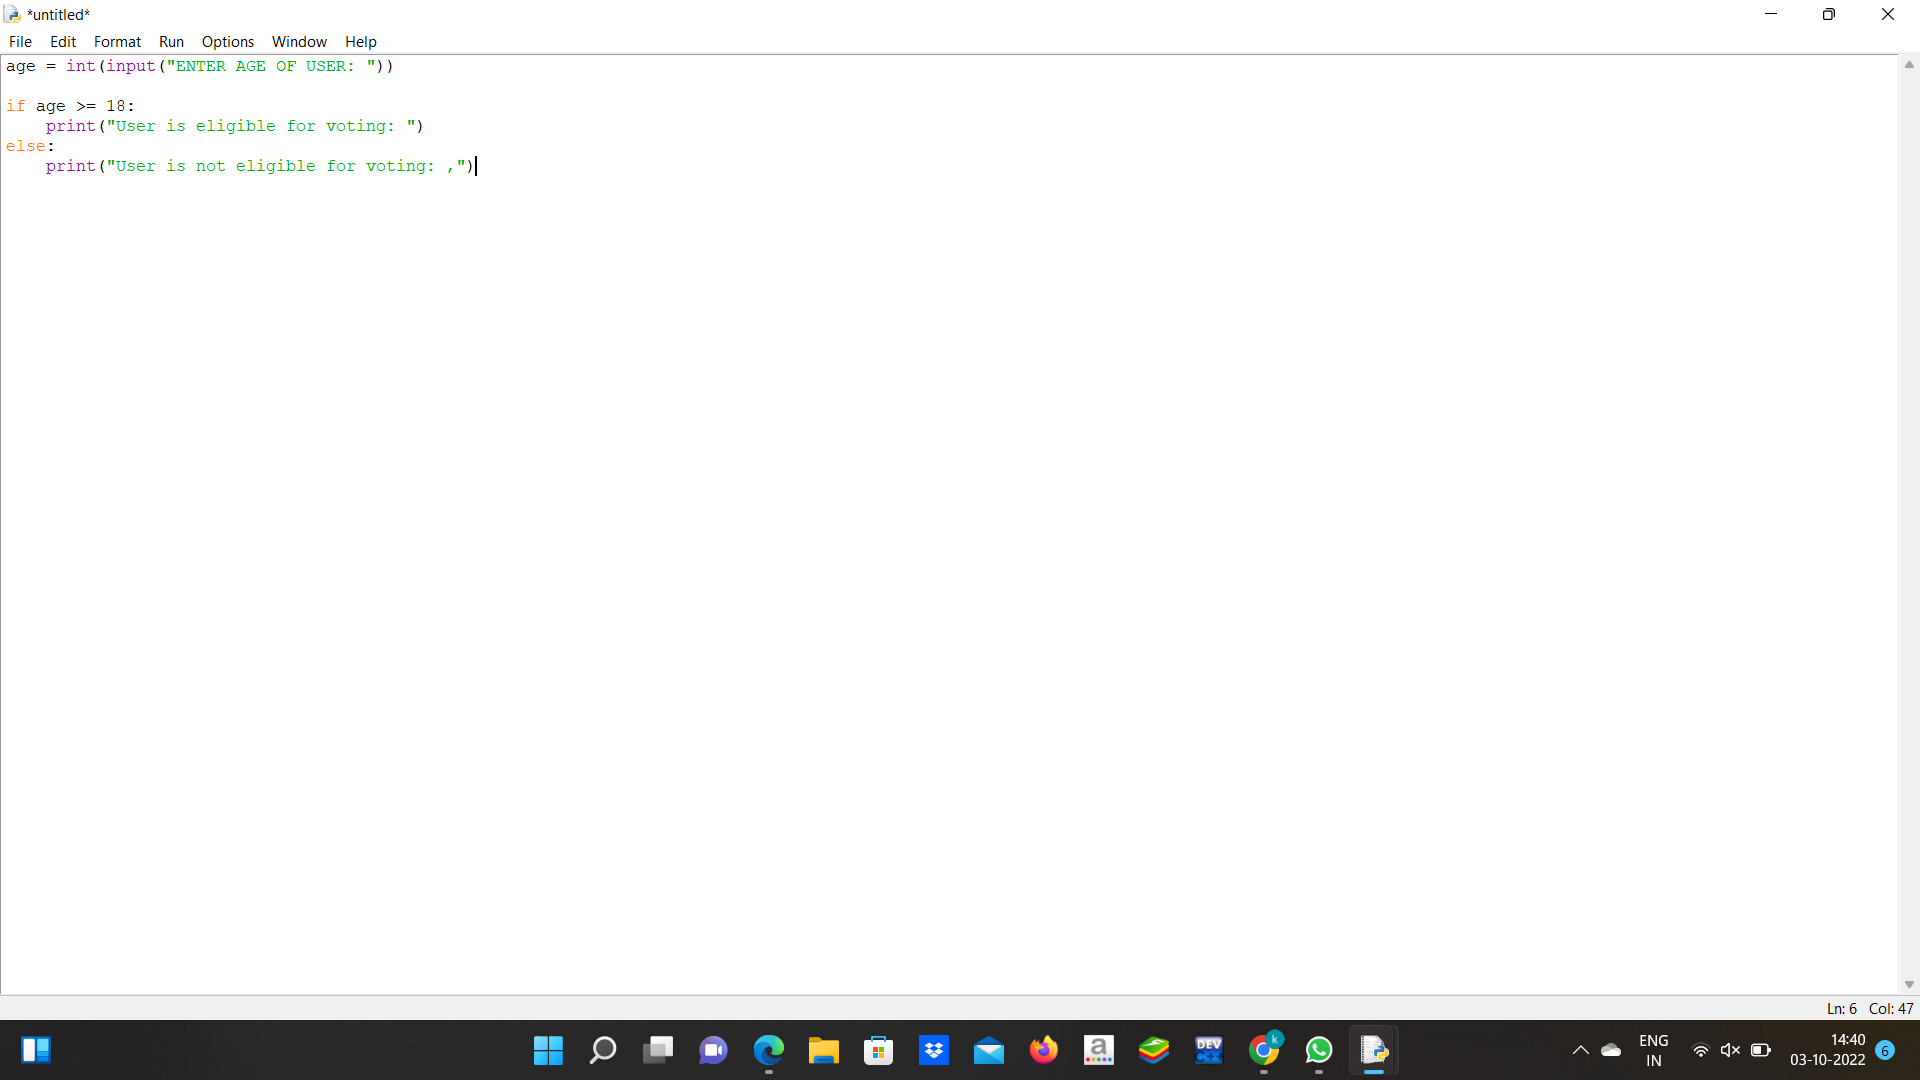 *untitled*
File Edit Format Run Options Window Help
age = int(input("ENTER AGE OF USER: "))
if age >= 18:
    print("User is eligible for voting: ")
else:
    print("User is not eligible for voting: ,")
Ln: 6 Col: 47
DEV
C++
a
k
ENG
IN
14:40
03-10-2022
6